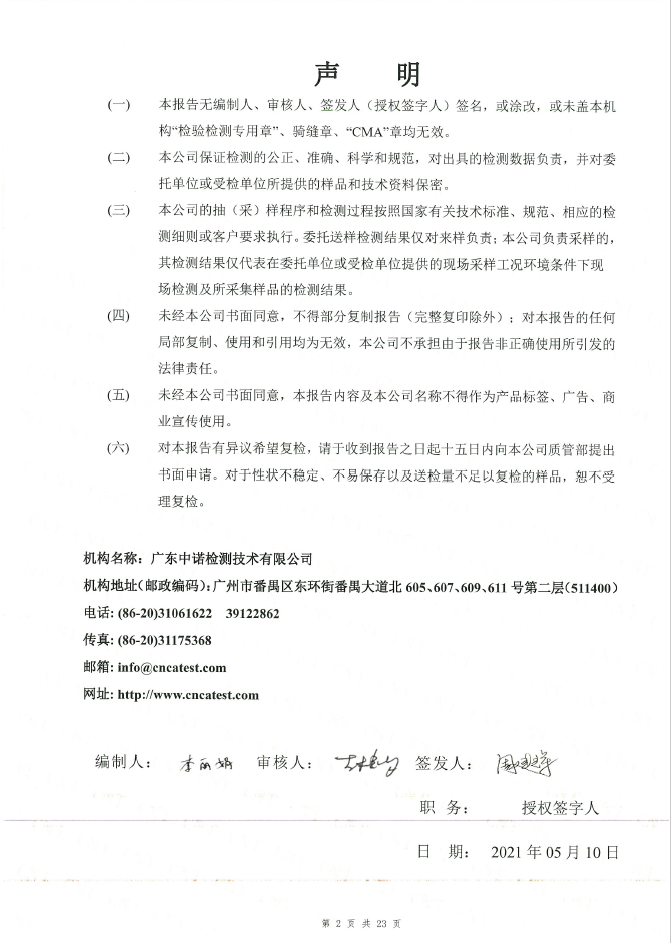 声 明
(一) 本报告无编制人、审核人、签发人（授权签字人）签名，或涂改，或未盖本机
构“检验检测专用章”、骑缝章、“CMA”章均无效。
(二) 本公司保证检测的公正、准确、科学和规范，对出具的检测数据负责，并对委
托单位或受检单位所提供的样品和技术资料保密。
(三) 本公司的抽（采）样程序和检测过程按照国家有关技术标准、规范、相应的检
测细则或客户要求执行。委托送样检测结果仅对来样负责；本公司负责采样的，
其检测结果仅代表在委托单位或受检单位提供的现场采样工况环境条件下现
场检测及所采集样品的检测结果。
(四) 未经本公司书面同意，不得部分复制报告（完整复印除外）；对本报告的任何
局部复制、使用和引用均为无效，本公司不承担由于报告非正确使用所引发的
法律责任。
(五) 未经本公司书面同意，本报告内容及本公司名称不得作为产品标签、广告、商
业宣传使用。
(六) 对本报告有异议希望复检，请于收到报告之日起十五日内向本公司质管部提出
书面申请。对于性状不稳定、不易保存以及送检量不足以复检的样品，恕不受
理复检。
机构名称：广东中诺检测技术有限公司
机构地址（邮政编码）：广州市番禺区东环街番禺大道北 605、607、609、611 号第二层（511400）
电话: (86-20)31061622 39122862
传真: (86-20)31175368
邮箱: info@cncatest.com
网址: http://www.cncatest.com
编制人： 李丽娟 审核人： 签发人：
职 务： 授权签字人
日 期： 2021 年 05 月 10 日
第 2 页 共 23 页